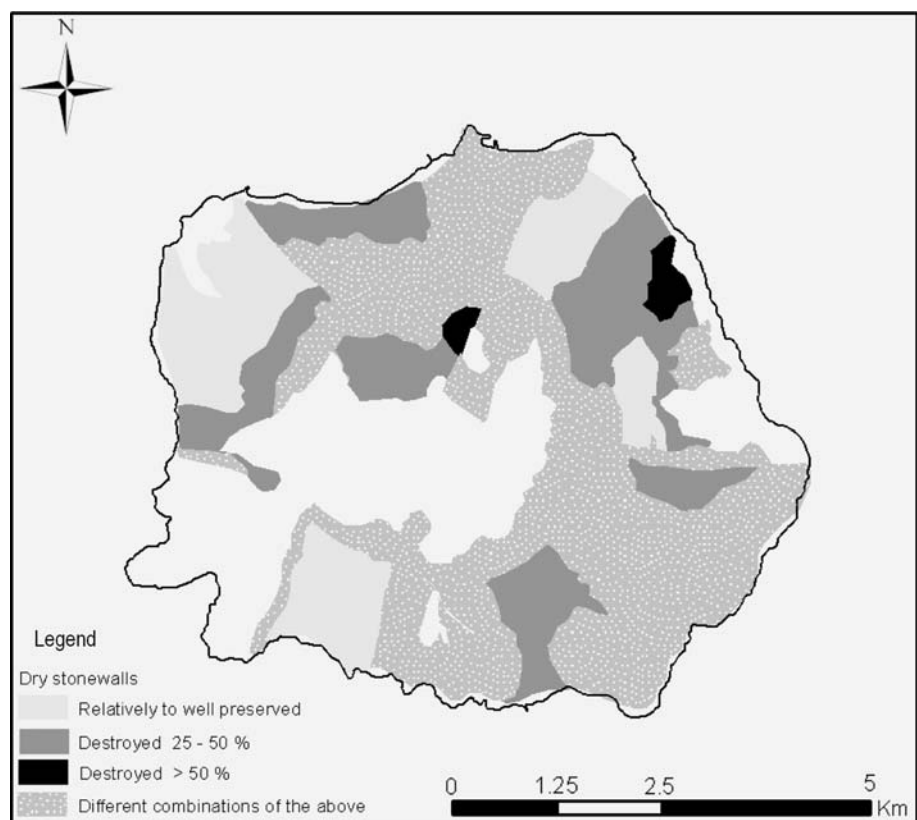 N
Legend
Dry stonewalls
Relatively to well preserved
Destroyed 25 - 50 %
Destroyed > 50 %
Different combinations of the above
0 1.25 2.5 5
Km